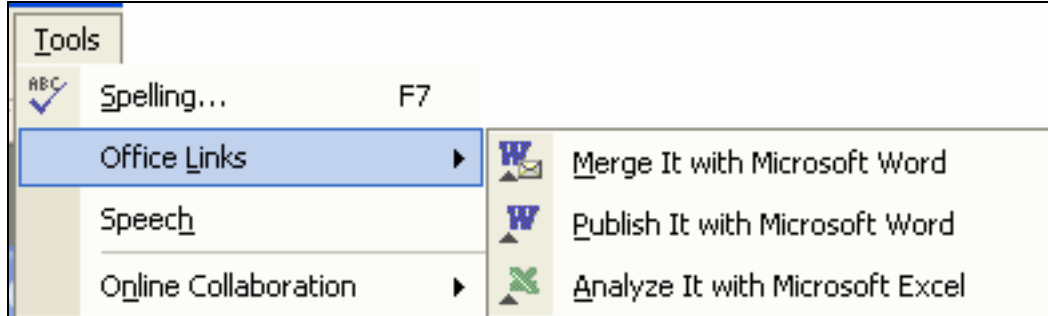 Tools
ABC Spelling... F7
Office Links
Merge It with Microsoft Word
Speech
Publish It with Microsoft Word
Online Collaboration
Analyze It with Microsoft Excel